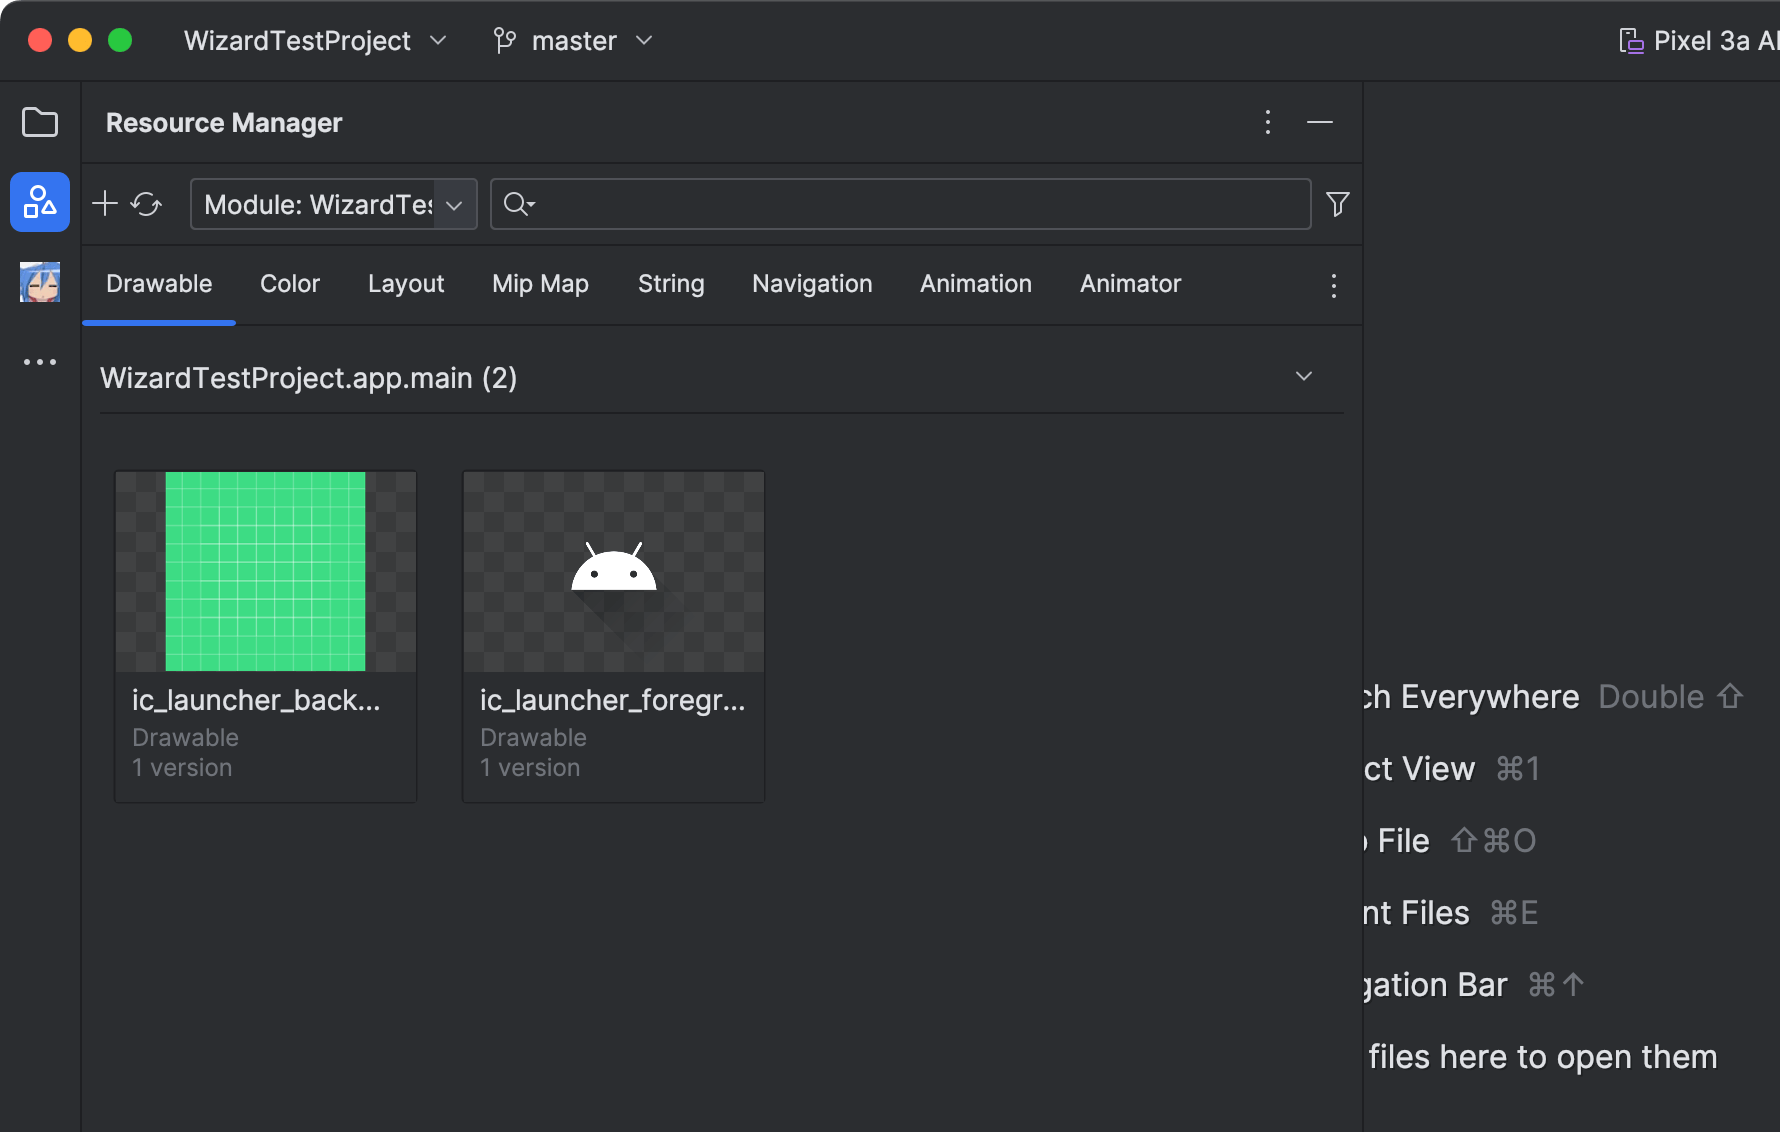 WizardTestProject master Pixel 3a
Resource Manager
Module: WizardTes
Drawable Color Layout Mip Map String Navigation Animation Animator
WizardTestProject.app.main (2)
ic_launcher_back... ic_launcher_foregr...
Drawable Drawable
1 version 1 version
ch Everywhere Double ⇧
ct View ⌘1
File ⇧⌘O
nt Files ⌘E
gation Bar ⌘↑
files here to open them